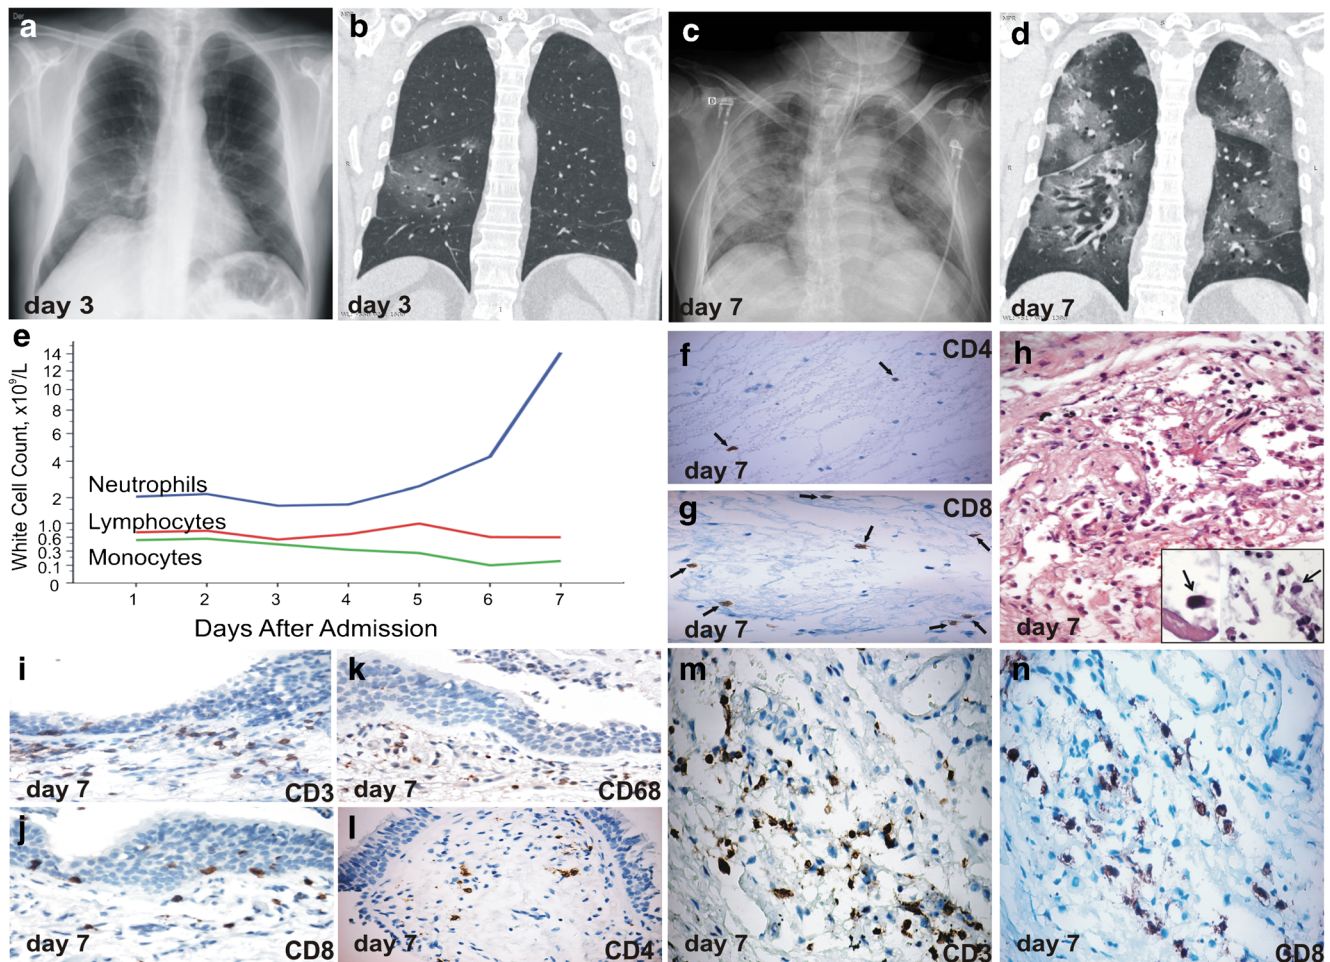 a
b
c
d
Der
MPR
S
MPR
S
D
R
L
R
L
day 3
day 3
I
day 7
day 7
I
e
White Cell Count, x10⁹/L
14
12
10
8
6
4
2
1.0
0.6
0.3
0.1
0
Neutrophils
Lymphocytes
Monocytes
1 2 3 4 5 6 7
Days After Admission
f CD4
day 7
g CD8
day 7
h
day 7
i
day 7 CD3
k
day 7 CD68
j
day 7 CD8
l
day 7 CD4
m
day 7 CD3
n
day 7 CD8